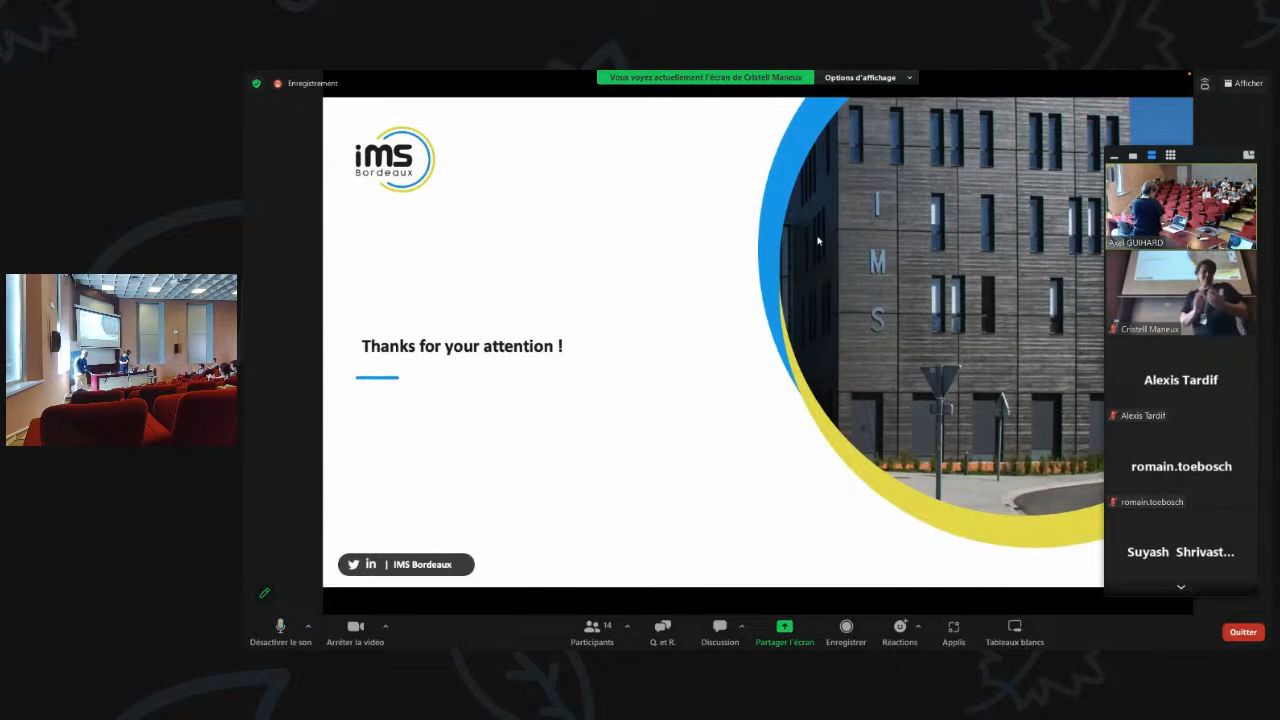 Enregistrement
Vous voyez actuellement l'écran de Cristell Maneux
Options d'affichage
Afficher
iMS
Bordeaux
I
M
S
Axel GUIHARD
Cristell Maneux
Thanks for your attention !
Alexis Tardif
Alexis Tardif
romain.toebosch
romain.toebosch
Suyash Shrivast...
in | IMS Bordeaux
Désactiver le son
Arrêter la vidéo
Participants
14
Q. et R.
Discussion
Partager l'écran
Enregistrer
Réactions
Applis
Tableaux blancs
Quitter